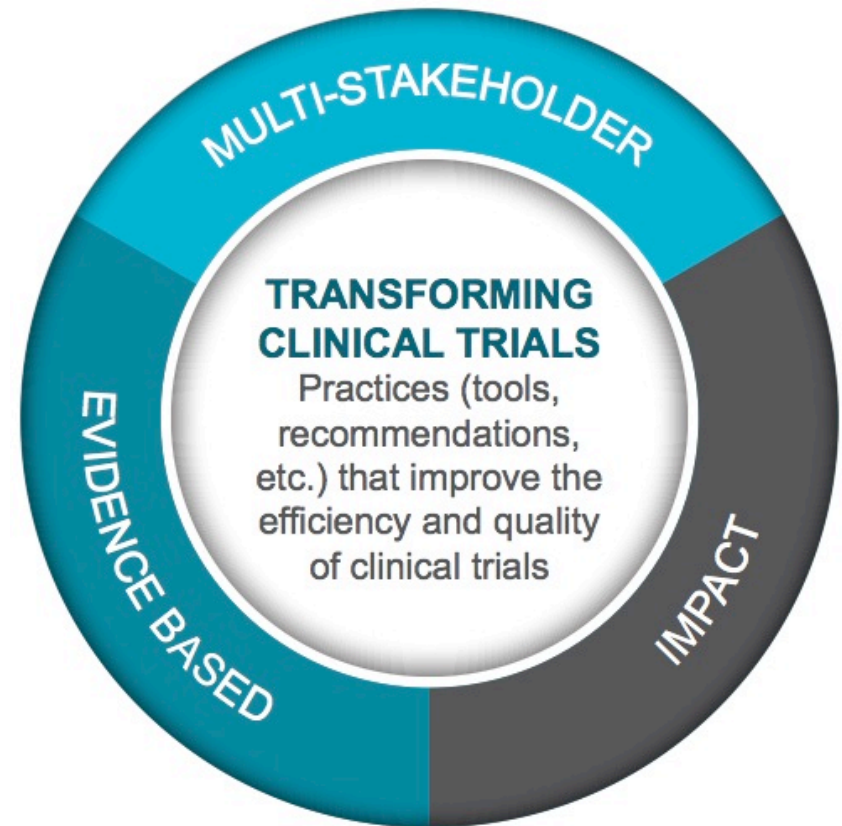 MULTI-STAKEHOLDER
TRANSFORMING
CLINICAL TRIALS
Practices (tools,
recommendations,
etc.) that improve the
efficiency and quality
of clinical trials
EVIDENCE BASED
IMPACT